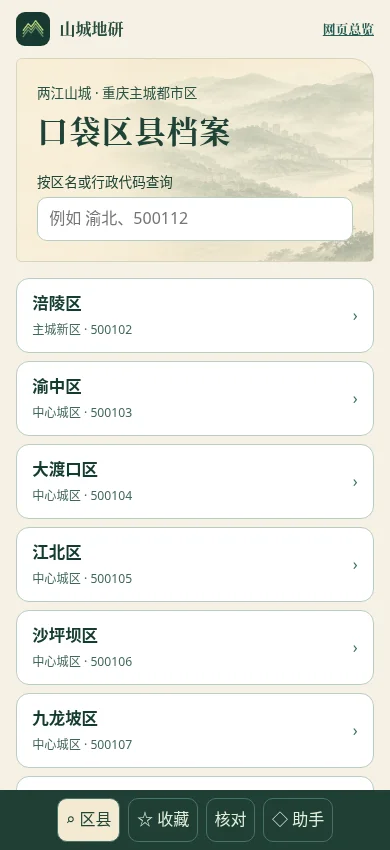 山城地研
网页总览
两江山城 · 重庆主城都市区
口袋区县档案
按区名或行政代码查询
例如 渝北、500112
涪陵区
主城新区 · 500102
›
渝中区
中心城区 · 500103
›
大渡口区
中心城区 · 500104
›
江北区
中心城区 · 500105
›
沙坪坝区
中心城区 · 500106
›
九龙坡区
中心城区 · 500107
›
⌕ 区县
☆ 收藏
核对
◇ 助手